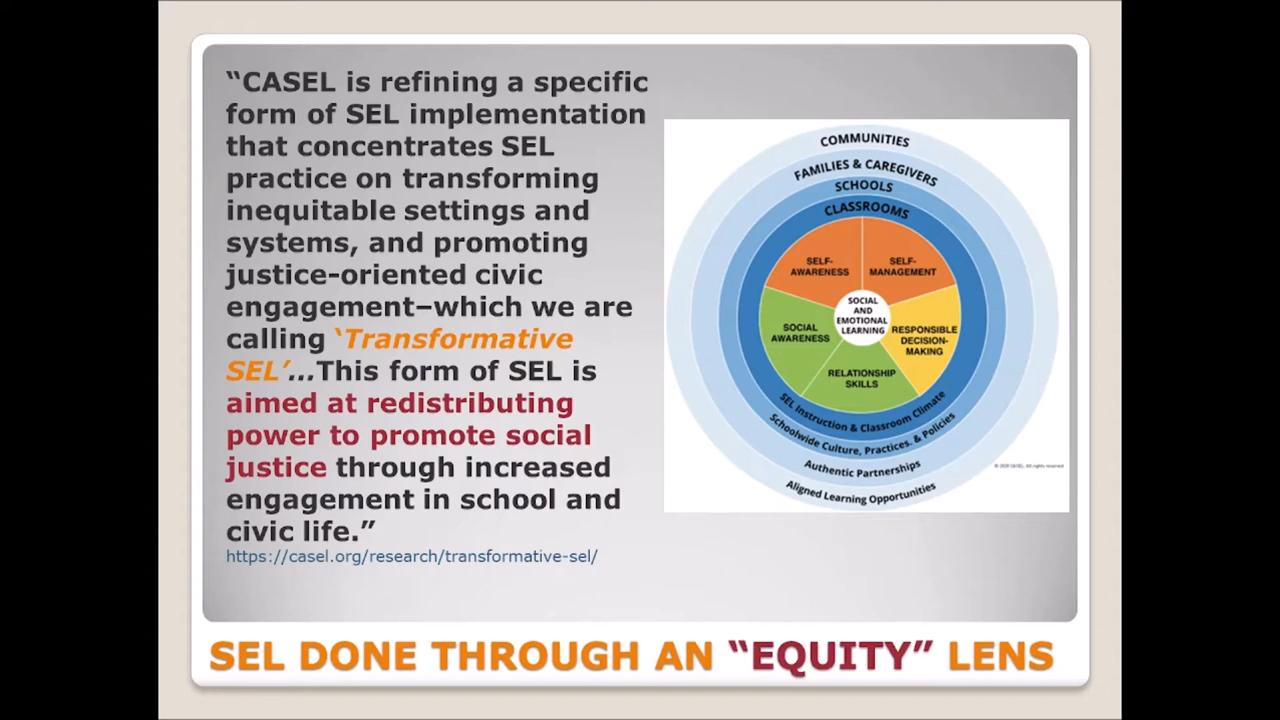 “CASEL is refining a specific
form of SEL implementation
that concentrates SEL
practice on transforming
inequitable settings and
systems, and promoting
justice-oriented civic
engagement–which we are
calling ‘Transformative
SEL’…This form of SEL is
aimed at redistributing
power to promote social
justice through increased
engagement in school and
civic life.”
https://casel.org/research/transformative-sel/
COMMUNITIES
FAMILIES & CAREGIVERS
SCHOOLS
CLASSROOMS
SELF-
AWARENESS
SELF-
MANAGEMENT
SOCIAL
AND
EMOTIONAL
LEARNING
SOCIAL
AWARENESS
RESPONSIBLE
DECISION-
MAKING
RELATIONSHIP
SKILLS
SEL Instruction & Classroom Climate
Schoolwide Culture, Practices, & Policies
Authentic Partnerships
Aligned Learning Opportunities
© 2020 CASEL. All rights reserved
SEL DONE THROUGH AN “EQUITY” LENS